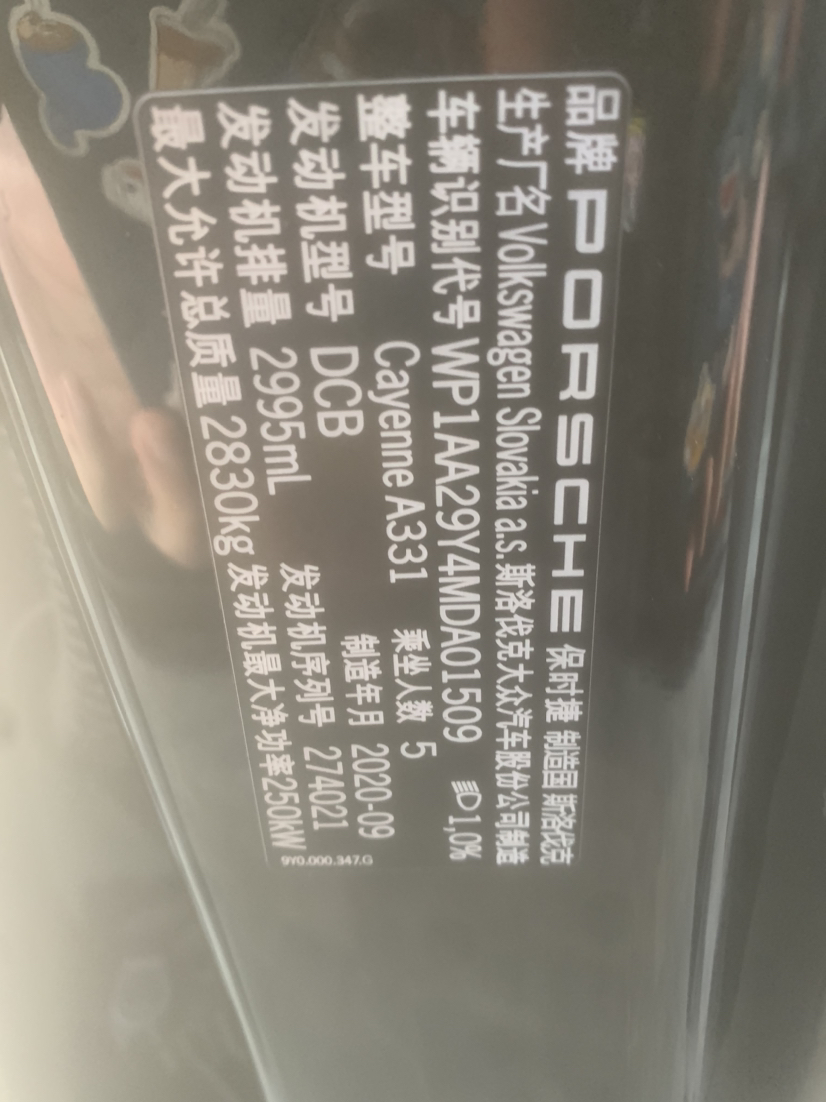 品牌 PORSCHE 保时捷 制造国 斯洛伐克
生产厂名 Volkswagen Slovakia a.s 斯洛伐克大众汽车股份公司制造
车辆识别代号 WP1AA29Y4MDA01509 1,0%
整车型号 Cayenne A331 乘坐人数 5
发动机型号 DCB 制造年月 2020-09
发动机排量 2995mL 发动机序列号 274021
最大允许总质量 2830kg 发动机最大净功率250kW
9Y0.000.347.G